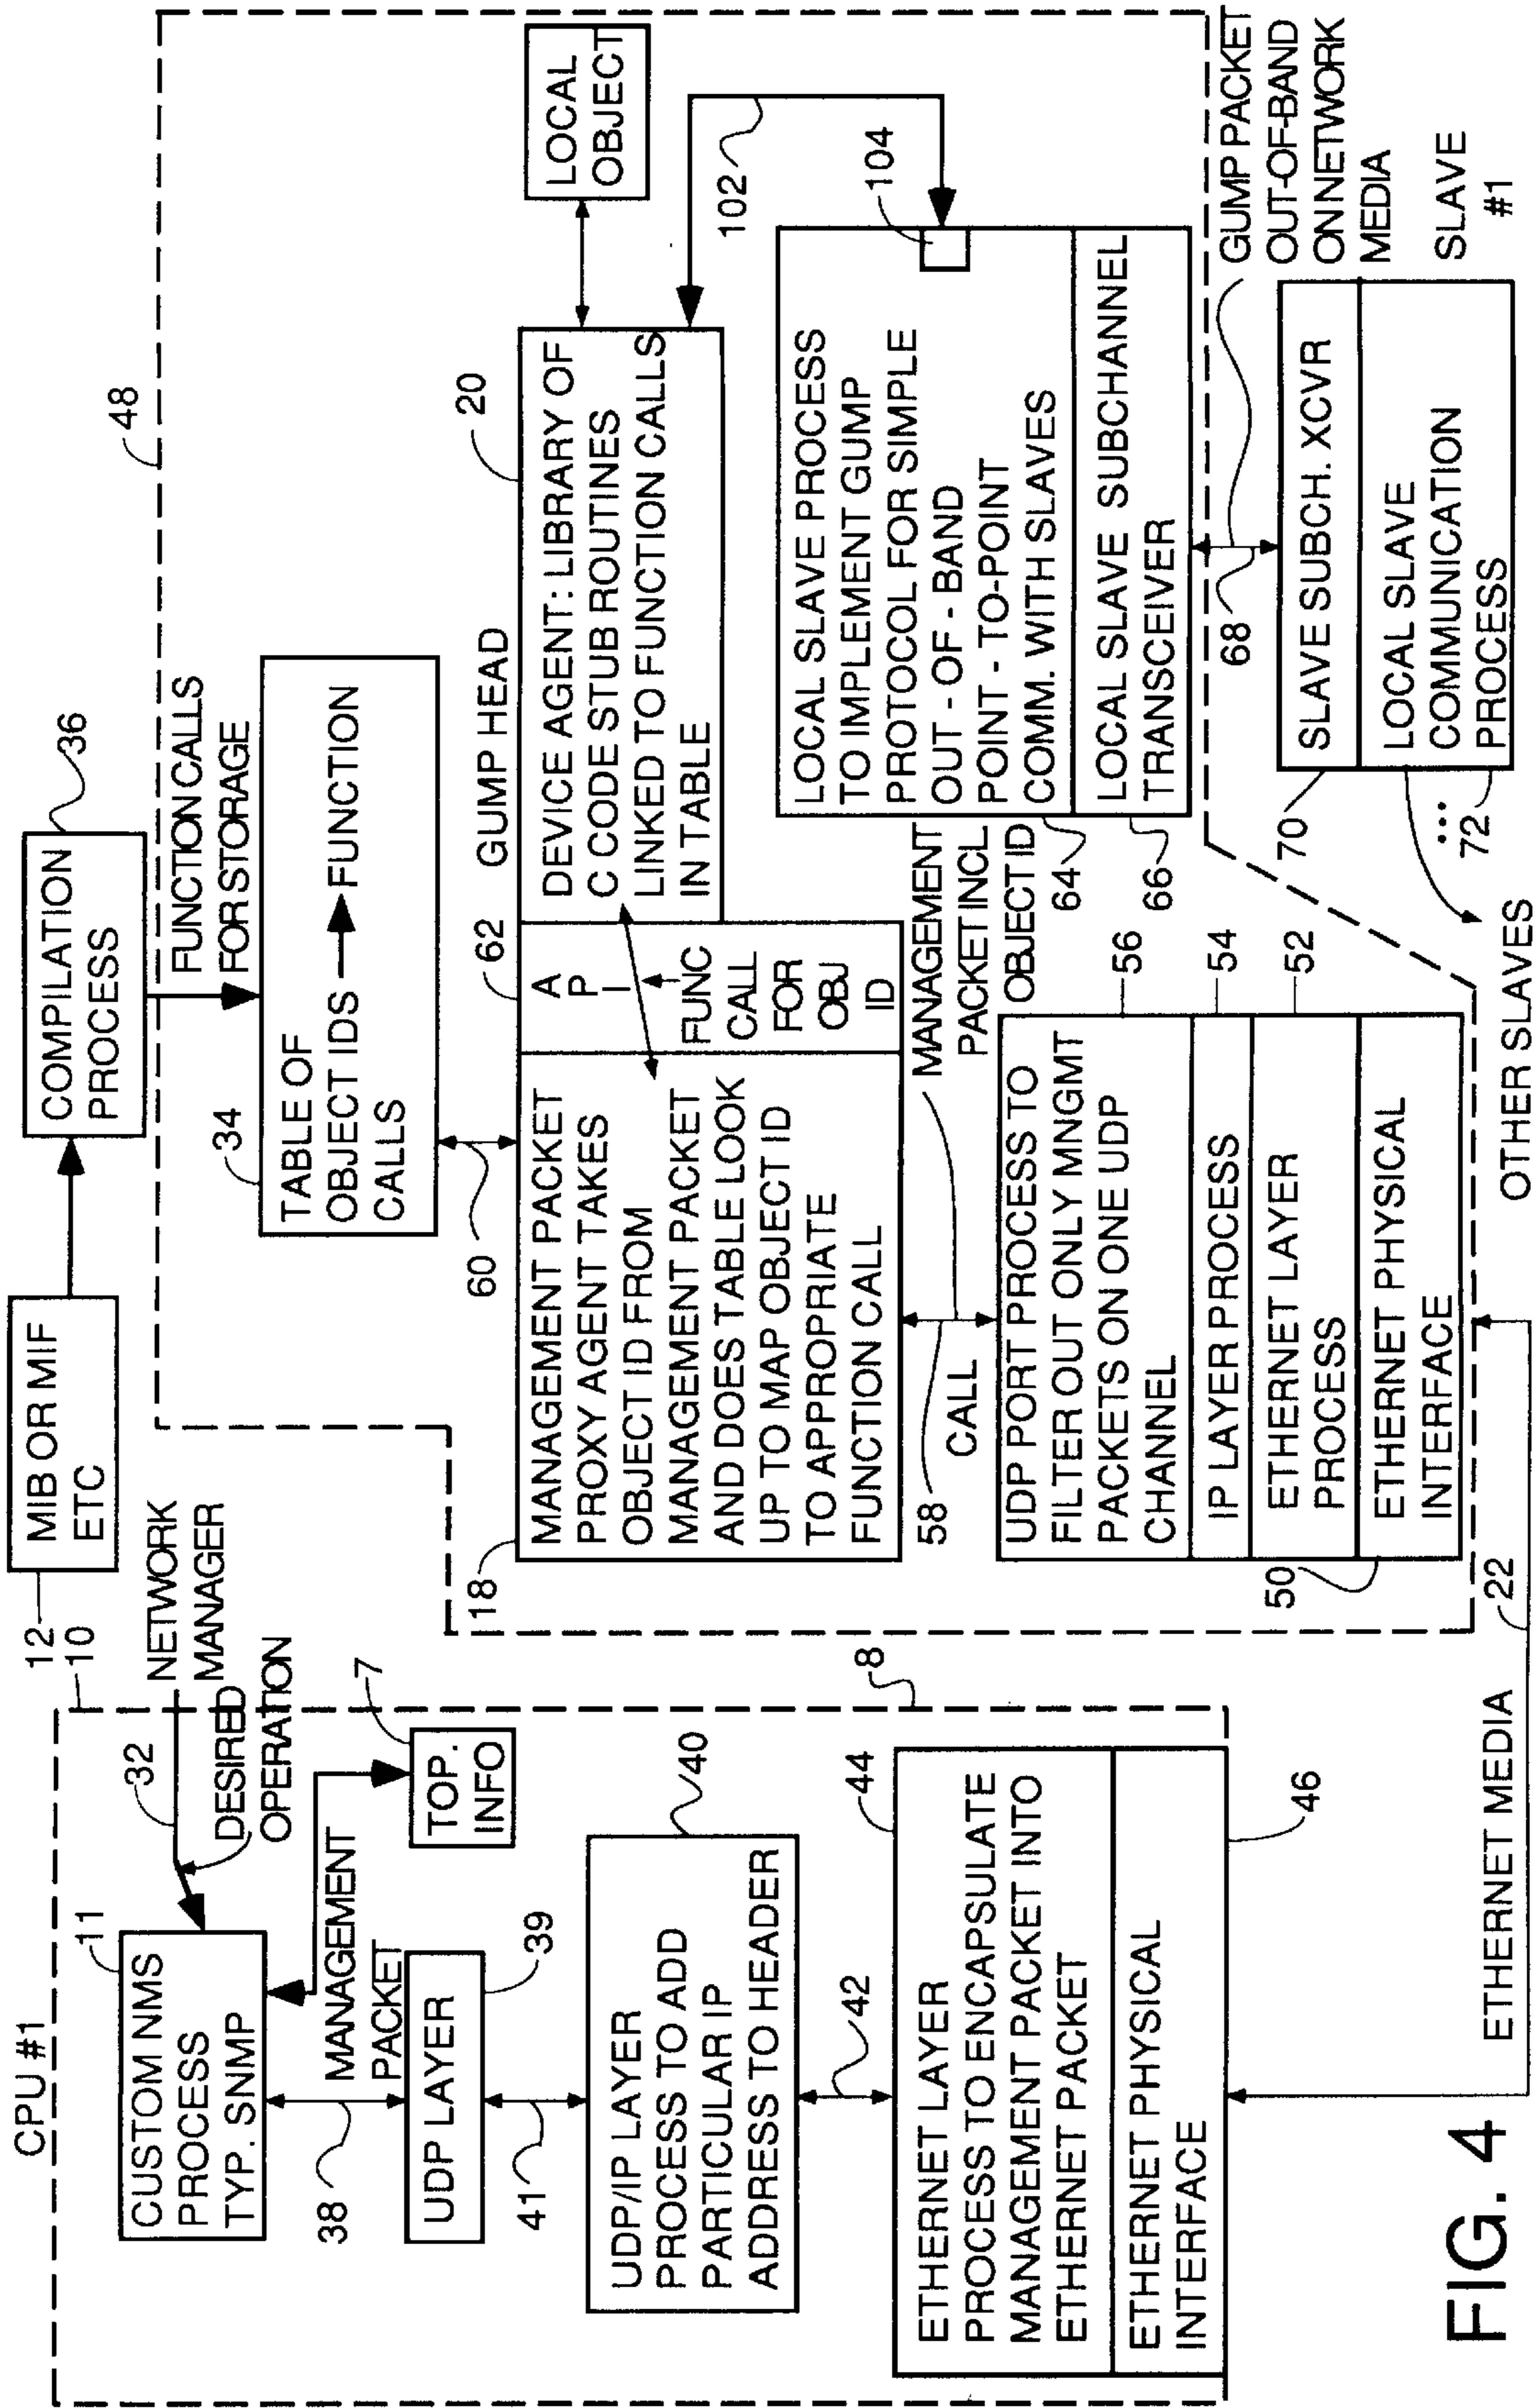 CPU #1
10
12
MIB OR MIF
ETC
COMPILATION
PROCESS
36
48
NETWORK
MANAGER
32
DESIRED
OPERATION
11
CUSTOM NMS
PROCESS
TYP. SNMP
7
TOP.
INFO
38
MANAGEMENT
PACKET
UDP LAYER
39
41
40
UDP/IP LAYER
PROCESS TO ADD
PARTICULAR IP
ADDRESS TO HEADER
42
8
44
ETHERNET LAYER
PROCESS TO ENCAPSULATE
MANAGEMENT PACKET INTO
ETHERNET PACKET
ETHERNET PHYSICAL
INTERFACE
46
ETHERNET MEDIA
22
FUNCTION CALLS
FOR STORAGE
34
TABLE OF
OBJECT IDS → FUNCTION
CALLS
60
GUMP HEAD
18
MANAGEMENT PACKET
PROXY AGENT TAKES
OBJECT ID FROM
MANAGEMENT PACKET
AND DOES TABLE LOOK
UP TO MAP OBJECT ID
TO APPROPRIATE
FUNCTION CALL
62
A
P
I
FUNC
CALL
FOR
OBJ
ID
20
DEVICE AGENT: LIBRARY OF
C CODE STUB ROUTINES
LINKED TO FUNCTION CALLS
IN TABLE
LOCAL
OBJECT
102
104
LOCAL SLAVE PROCESS
TO IMPLEMENT GUMP
PROTOCOL FOR SIMPLE
OUT - OF - BAND
POINT - TO-POINT
COMM. WITH SLAVES
64
LOCAL SLAVE SUBCHANNEL
TRANSCEIVER
66
58
CALL
MANAGEMENT
PACKET INCL
OBJECT ID
UDP PORT PROCESS TO
FILTER OUT ONLY MNGMT
PACKETS ON ONE UDP
CHANNEL
56
IP LAYER PROCESS
54
ETHERNET LAYER
PROCESS
52
ETHERNET PHYSICAL
INTERFACE
50
68
GUMP PACKET
OUT-OF-BAND
ON NETWORK
MEDIA
SLAVE SUBCH. XCVR
70
LOCAL SLAVE
COMMUNICATION
PROCESS
72
SLAVE
#1
...
OTHER SLAVES
FIG. 4